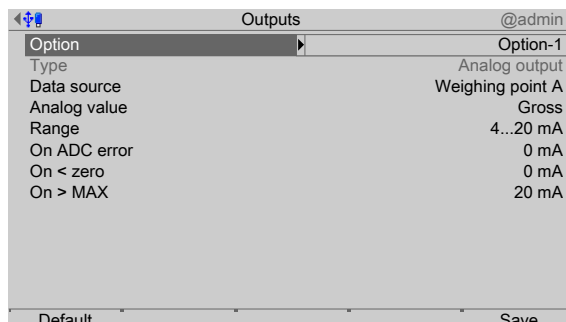 Outputs @admin
Option Option-1
Type Analog output
Data source Weighing point A
Analog value Gross
Range 4...20 mA
On ADC error 0 mA
On < zero 0 mA
On > MAX 20 mA
Default Save